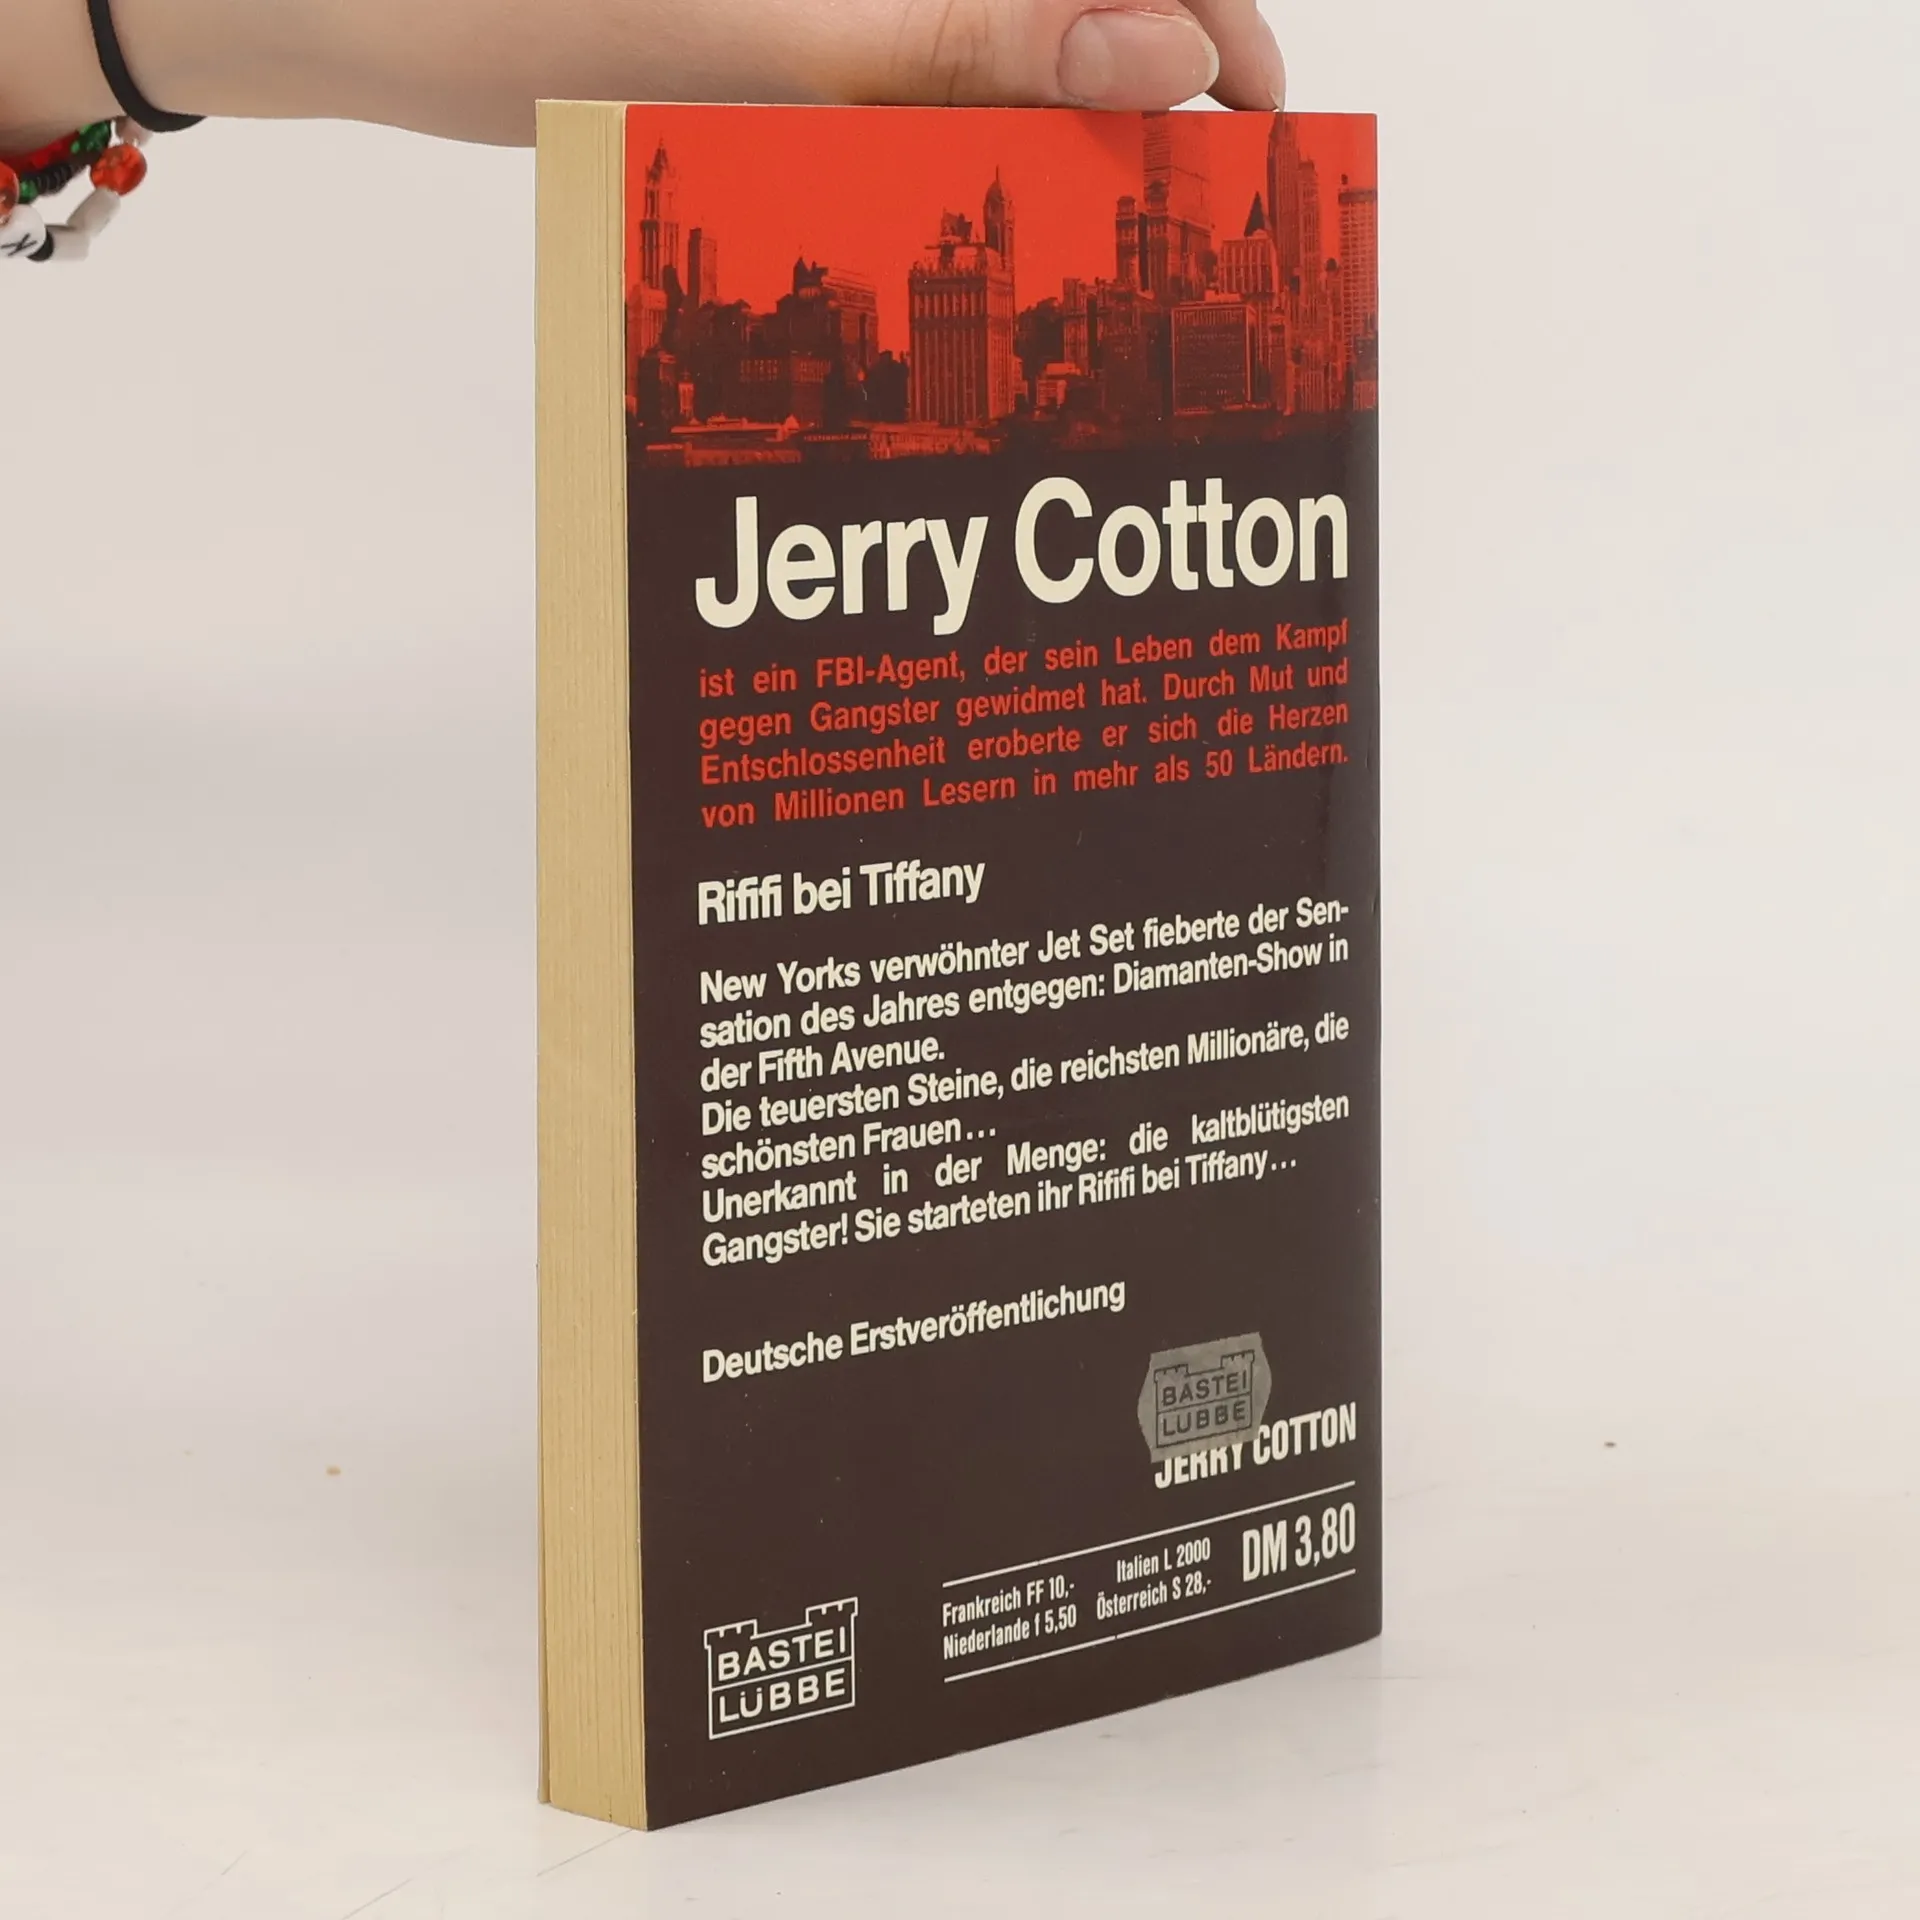 Jerry Cotton
ist ein FBI-Agent, der sein Leben dem Kampf
gegen Gangster gewidmet hat. Durch Mut und
Entschlossenheit eroberte er sich die Herzen
von Millionen Lesern in mehr als 50 Ländern.
Rififi bei Tiffany
New Yorks verwöhnter Jet Set fieberte der Sen-
sation des Jahres entgegen: Diamanten-Show in
der Fifth Avenue.
Die teuersten Steine, die reichsten Millionäre, die
schönsten Frauen...
Unerkannt in der Menge: die kaltblütigsten
Gangster! Sie starteten ihr Rififi bei Tiffany...
Deutsche Erstveröffentlichung
BASTEI
LÜBBE
JERRY COTTON
Frankreich FF 10,-
Niederlande f 5,50
Italien L 2000
Österreich S 28,-
DM 3,80
BASTEI
LÜBBE